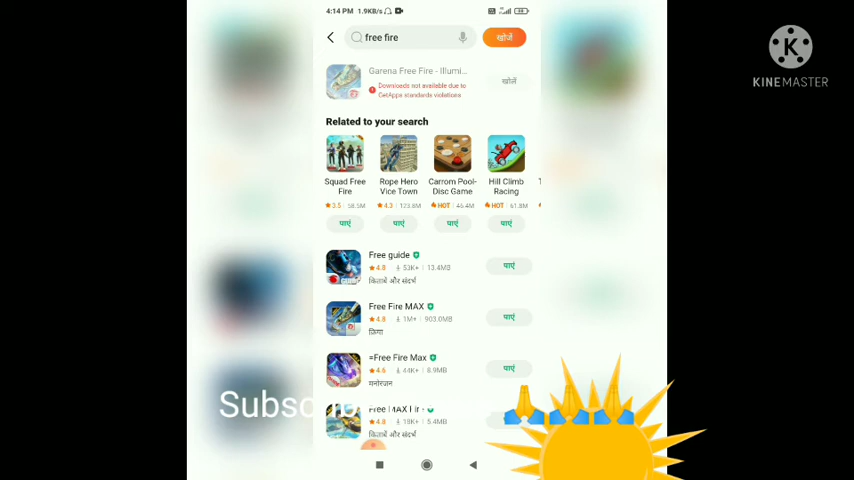 4:14 PM 1.9KB/s
free fire
खोजें
Garena Free Fire - Illumi...
Downloads not available due to
GetApps standards violations
खोलें
Related to your search
Squad Free Fire
3.5 58.5M
पाएं
Rope Hero Vice Town
4.3 123.8M
पाएं
Carrom Pool- Disc Game
HOT 46.4M
पाएं
Hill Climb Racing
HOT 61.8M
पाएं
Free guide
4.8 53K+ 13.4MB
किताबें और संदर्भ
पाएं
Free Fire MAX
4.8 1M+ 903.0MB
क्रिया
पाएं
=Free Fire Max
4.6 44K+ 8.9MB
मनोरंजन
पाएं
Free MAX Fir
4.8 18K+ 5.4MB
किताबें और संदर्भ
K
KINEMASTER